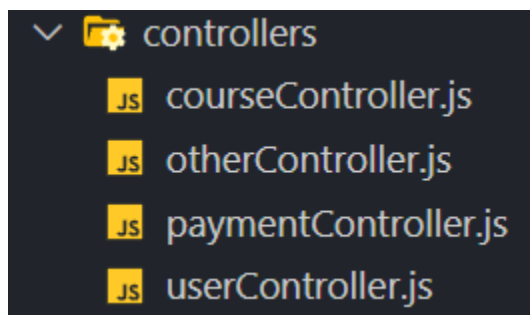 controllers
JS courseController.js
JS otherController.js
JS paymentController.js
JS userController.js